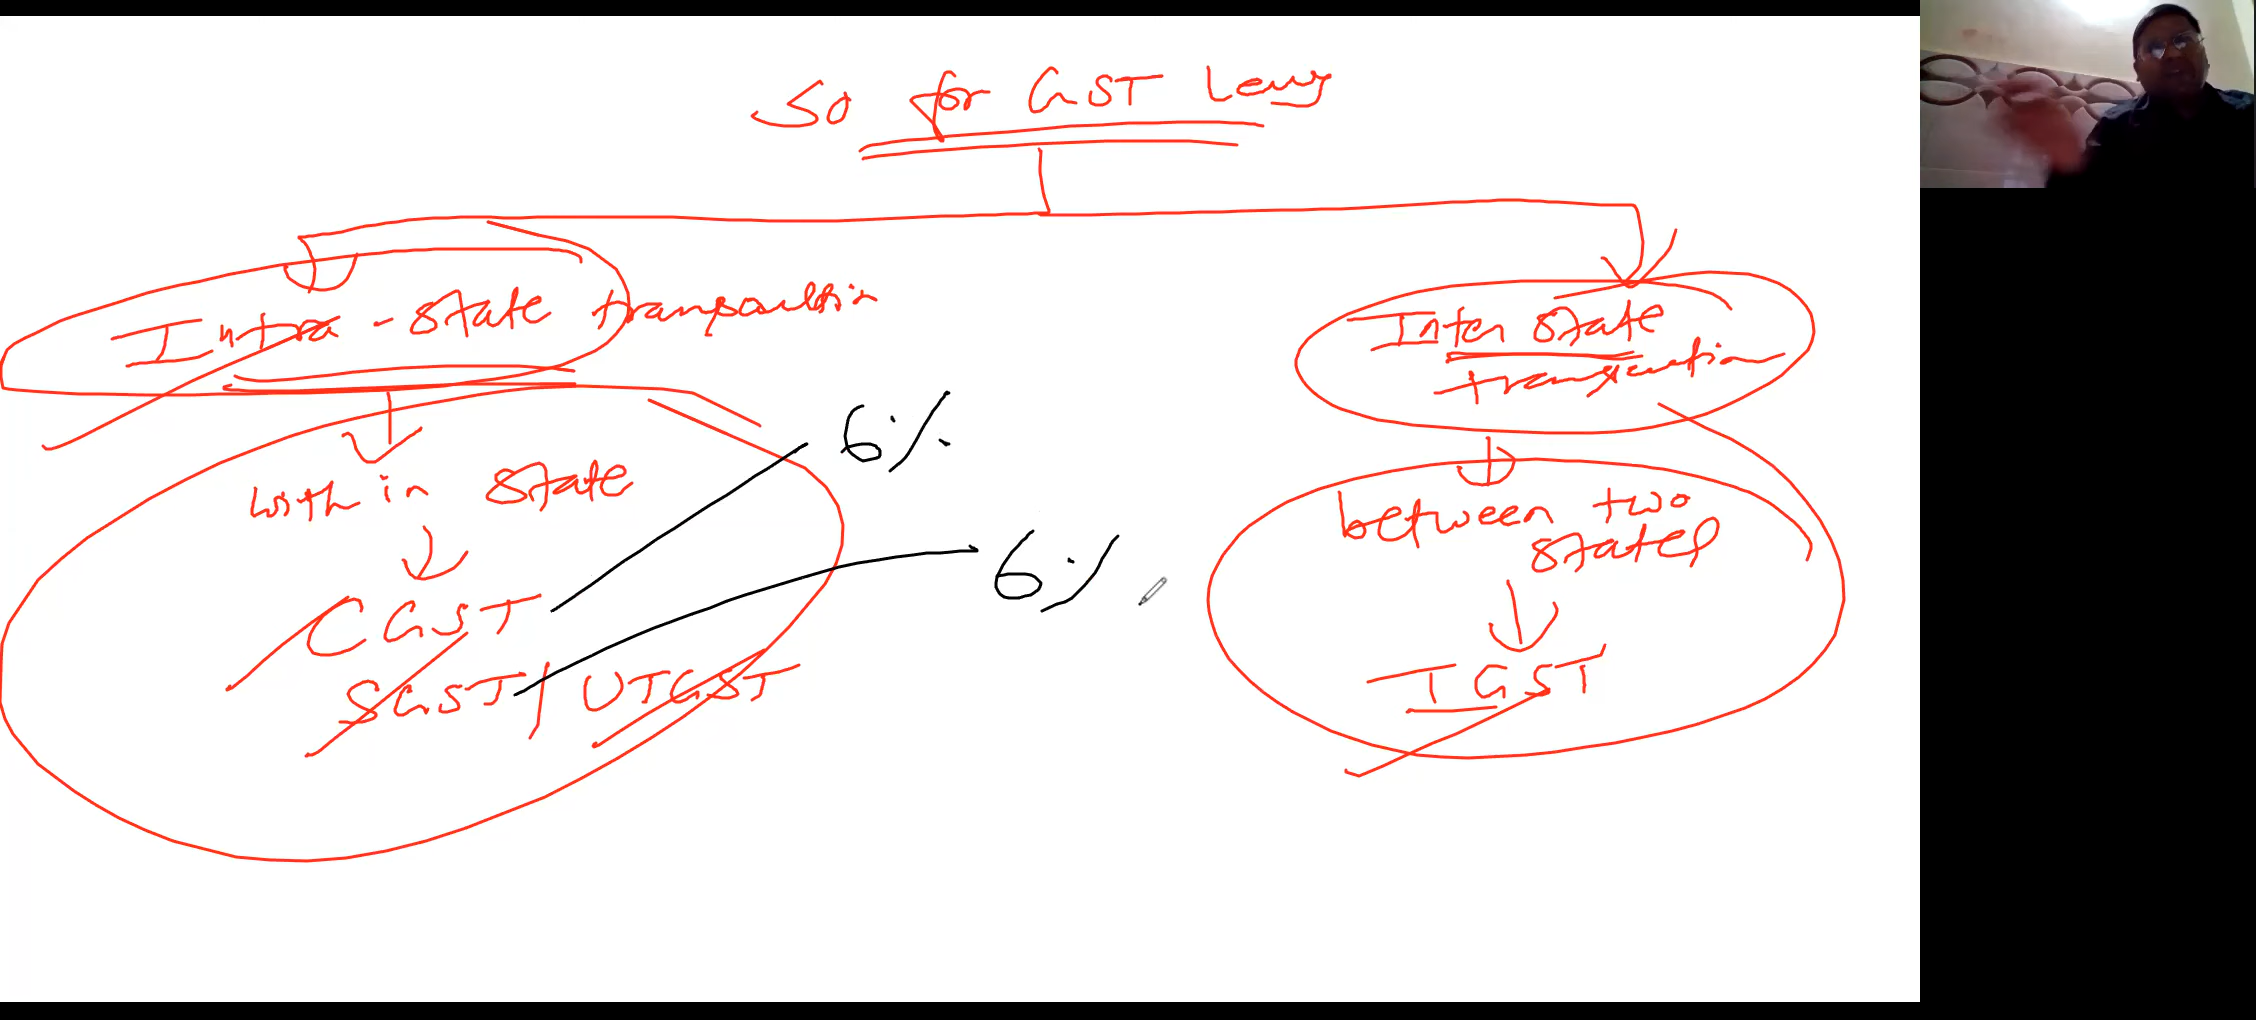 So for GST Levy
Intra-state transaction
Inter state
transaction
with in state
6%
between two
states
CGST
6%
SGST/UTGST
IGST